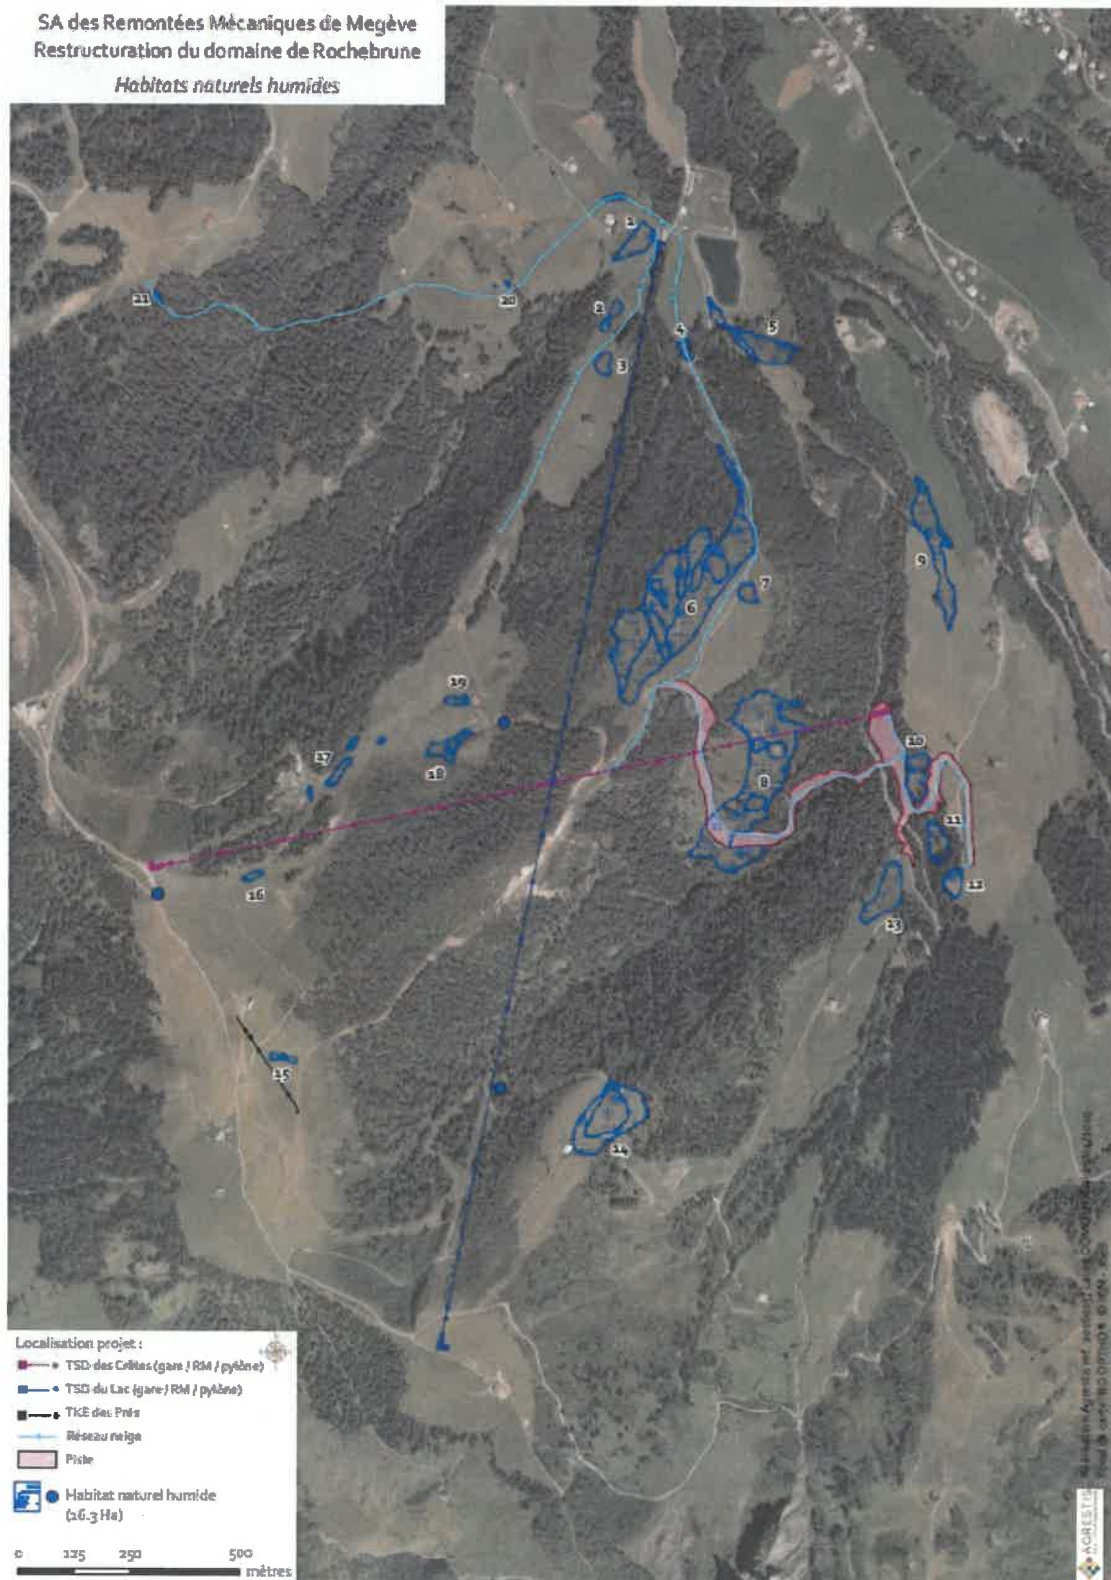 SA des Remontées Mécaniques de Megève
Restructuration du domaine de Rochebrune
Habitats naturels humides
1
21
20
2
4
5
3
9
7
6
19
10
17
18
8
11
16
12
13
15
14
Localisation projet :
TSD des Crêtes (gare / RM / pylône)
TSD du Lac (gare / RM / pylône)
TKE des Prés
Réseau neige
Piste
Habitat naturel humide
(16.3 Ha)
0 125 250 500
mètres
AGRESTIS